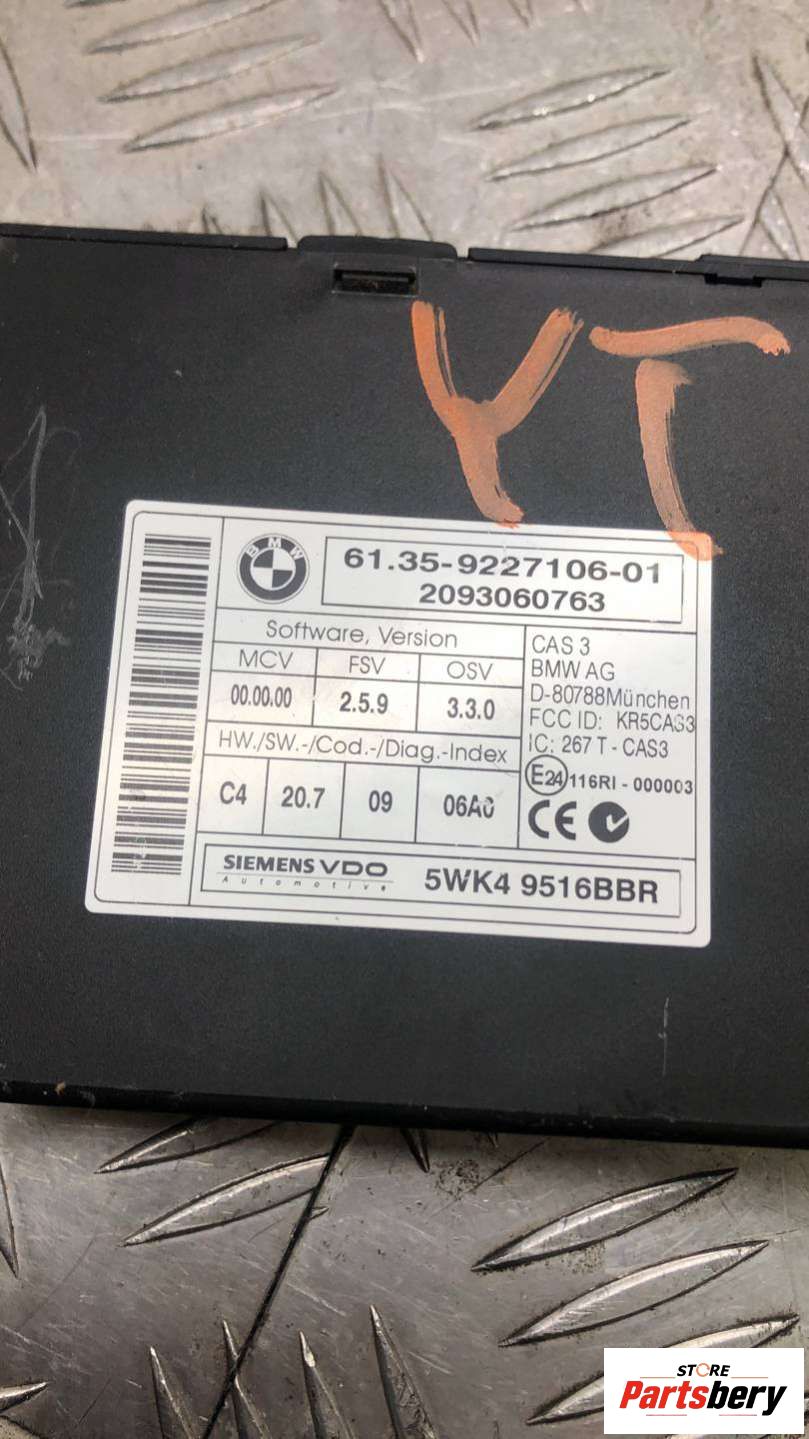 YT
BMW
61.35-9227106-01
2093060763
Software, Version
MCV FSV OSV
00.00.00 2.5.9 3.3.0
HW./SW.-/Cod.-/Diag.-Index
C4 20.7 09
CAS 3
BMW AG
D-80788München
FCC ID: KR5CAS3
IC: 267 T - CAS3
E24 116RI - 000003
CE
SIEMENS VDO
Automotive
5WK4 9516BBR
STORE
Partsbery